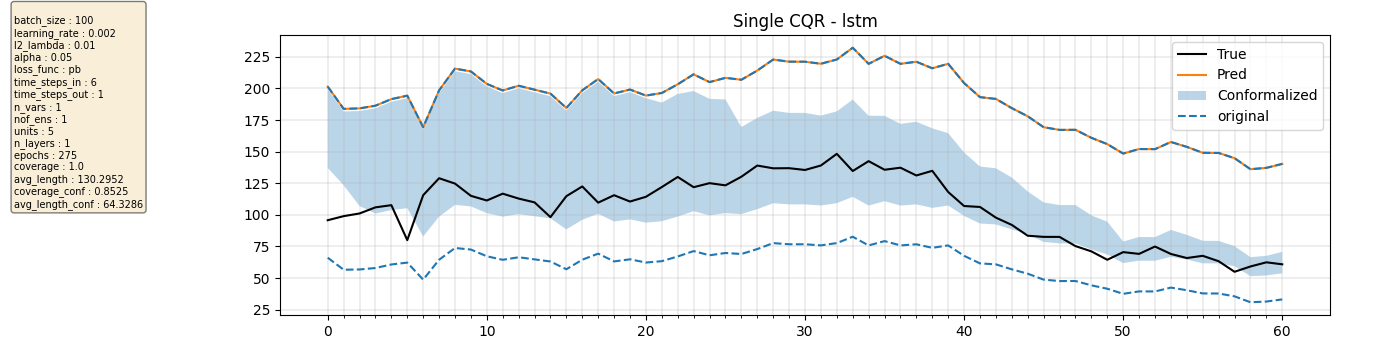 Single CQR - lstm
batch_size : 100
learning_rate : 0.002
l2_lambda : 0.01
alpha : 0.05
loss_func : pb
time_steps_in : 6
time_steps_out : 1
n_vars : 1
nof_ens : 1
units : 5
n_layers : 1
epochs : 275
coverage : 1.0
avg_length : 130.2952
coverage_conf : 0.8525
avg_length_conf : 64.3286
225
200
175
150
125
100
75
50
25
0 10 20 30 40 50 60
True
Pred
Conformalized
original